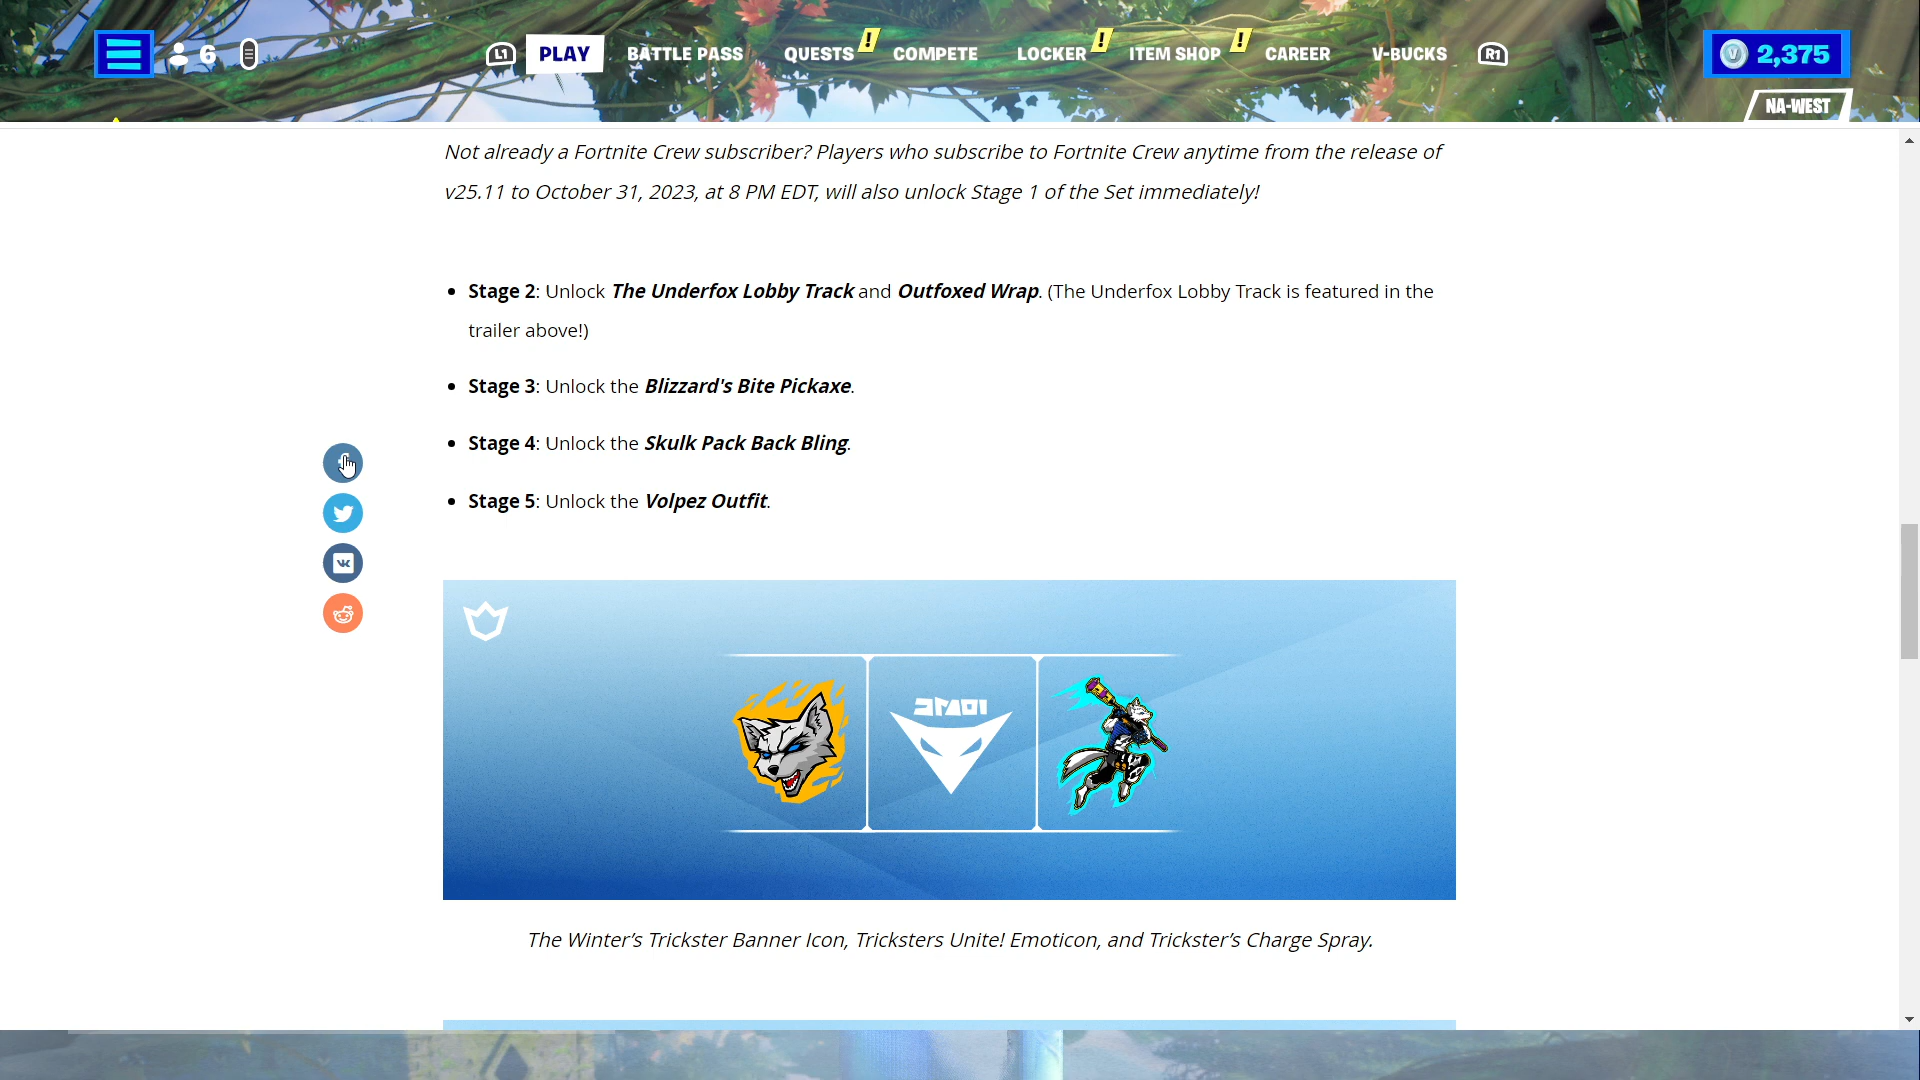 6
L1 PLAY BATTLE PASS QUESTS ! COMPETE LOCKER ! ITEM SHOP ! CAREER V-BUCKS R1
V 2,375
NA-WEST
Not already a Fortnite Crew subscriber? Players who subscribe to Fortnite Crew anytime from the release of
v25.11 to October 31, 2023, at 8 PM EDT, will also unlock Stage 1 of the Set immediately!
• Stage 2: Unlock The Underfox Lobby Track and Outfoxed Wrap. (The Underfox Lobby Track is featured in the
trailer above!)
• Stage 3: Unlock the Blizzard's Bite Pickaxe.
• Stage 4: Unlock the Skulk Pack Back Bling.
• Stage 5: Unlock the Volpez Outfit.
The Winter’s Trickster Banner Icon, Tricksters Unite! Emoticon, and Trickster’s Charge Spray.